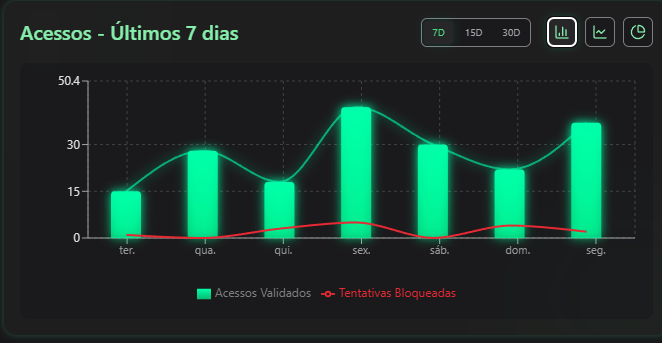 Acessos - Últimos 7 dias
7D 15D 30D
50.4
30
15
0
ter. qua. qui. sex. sáb. dom. seg.
Acessos Validados Tentativas Bloqueadas